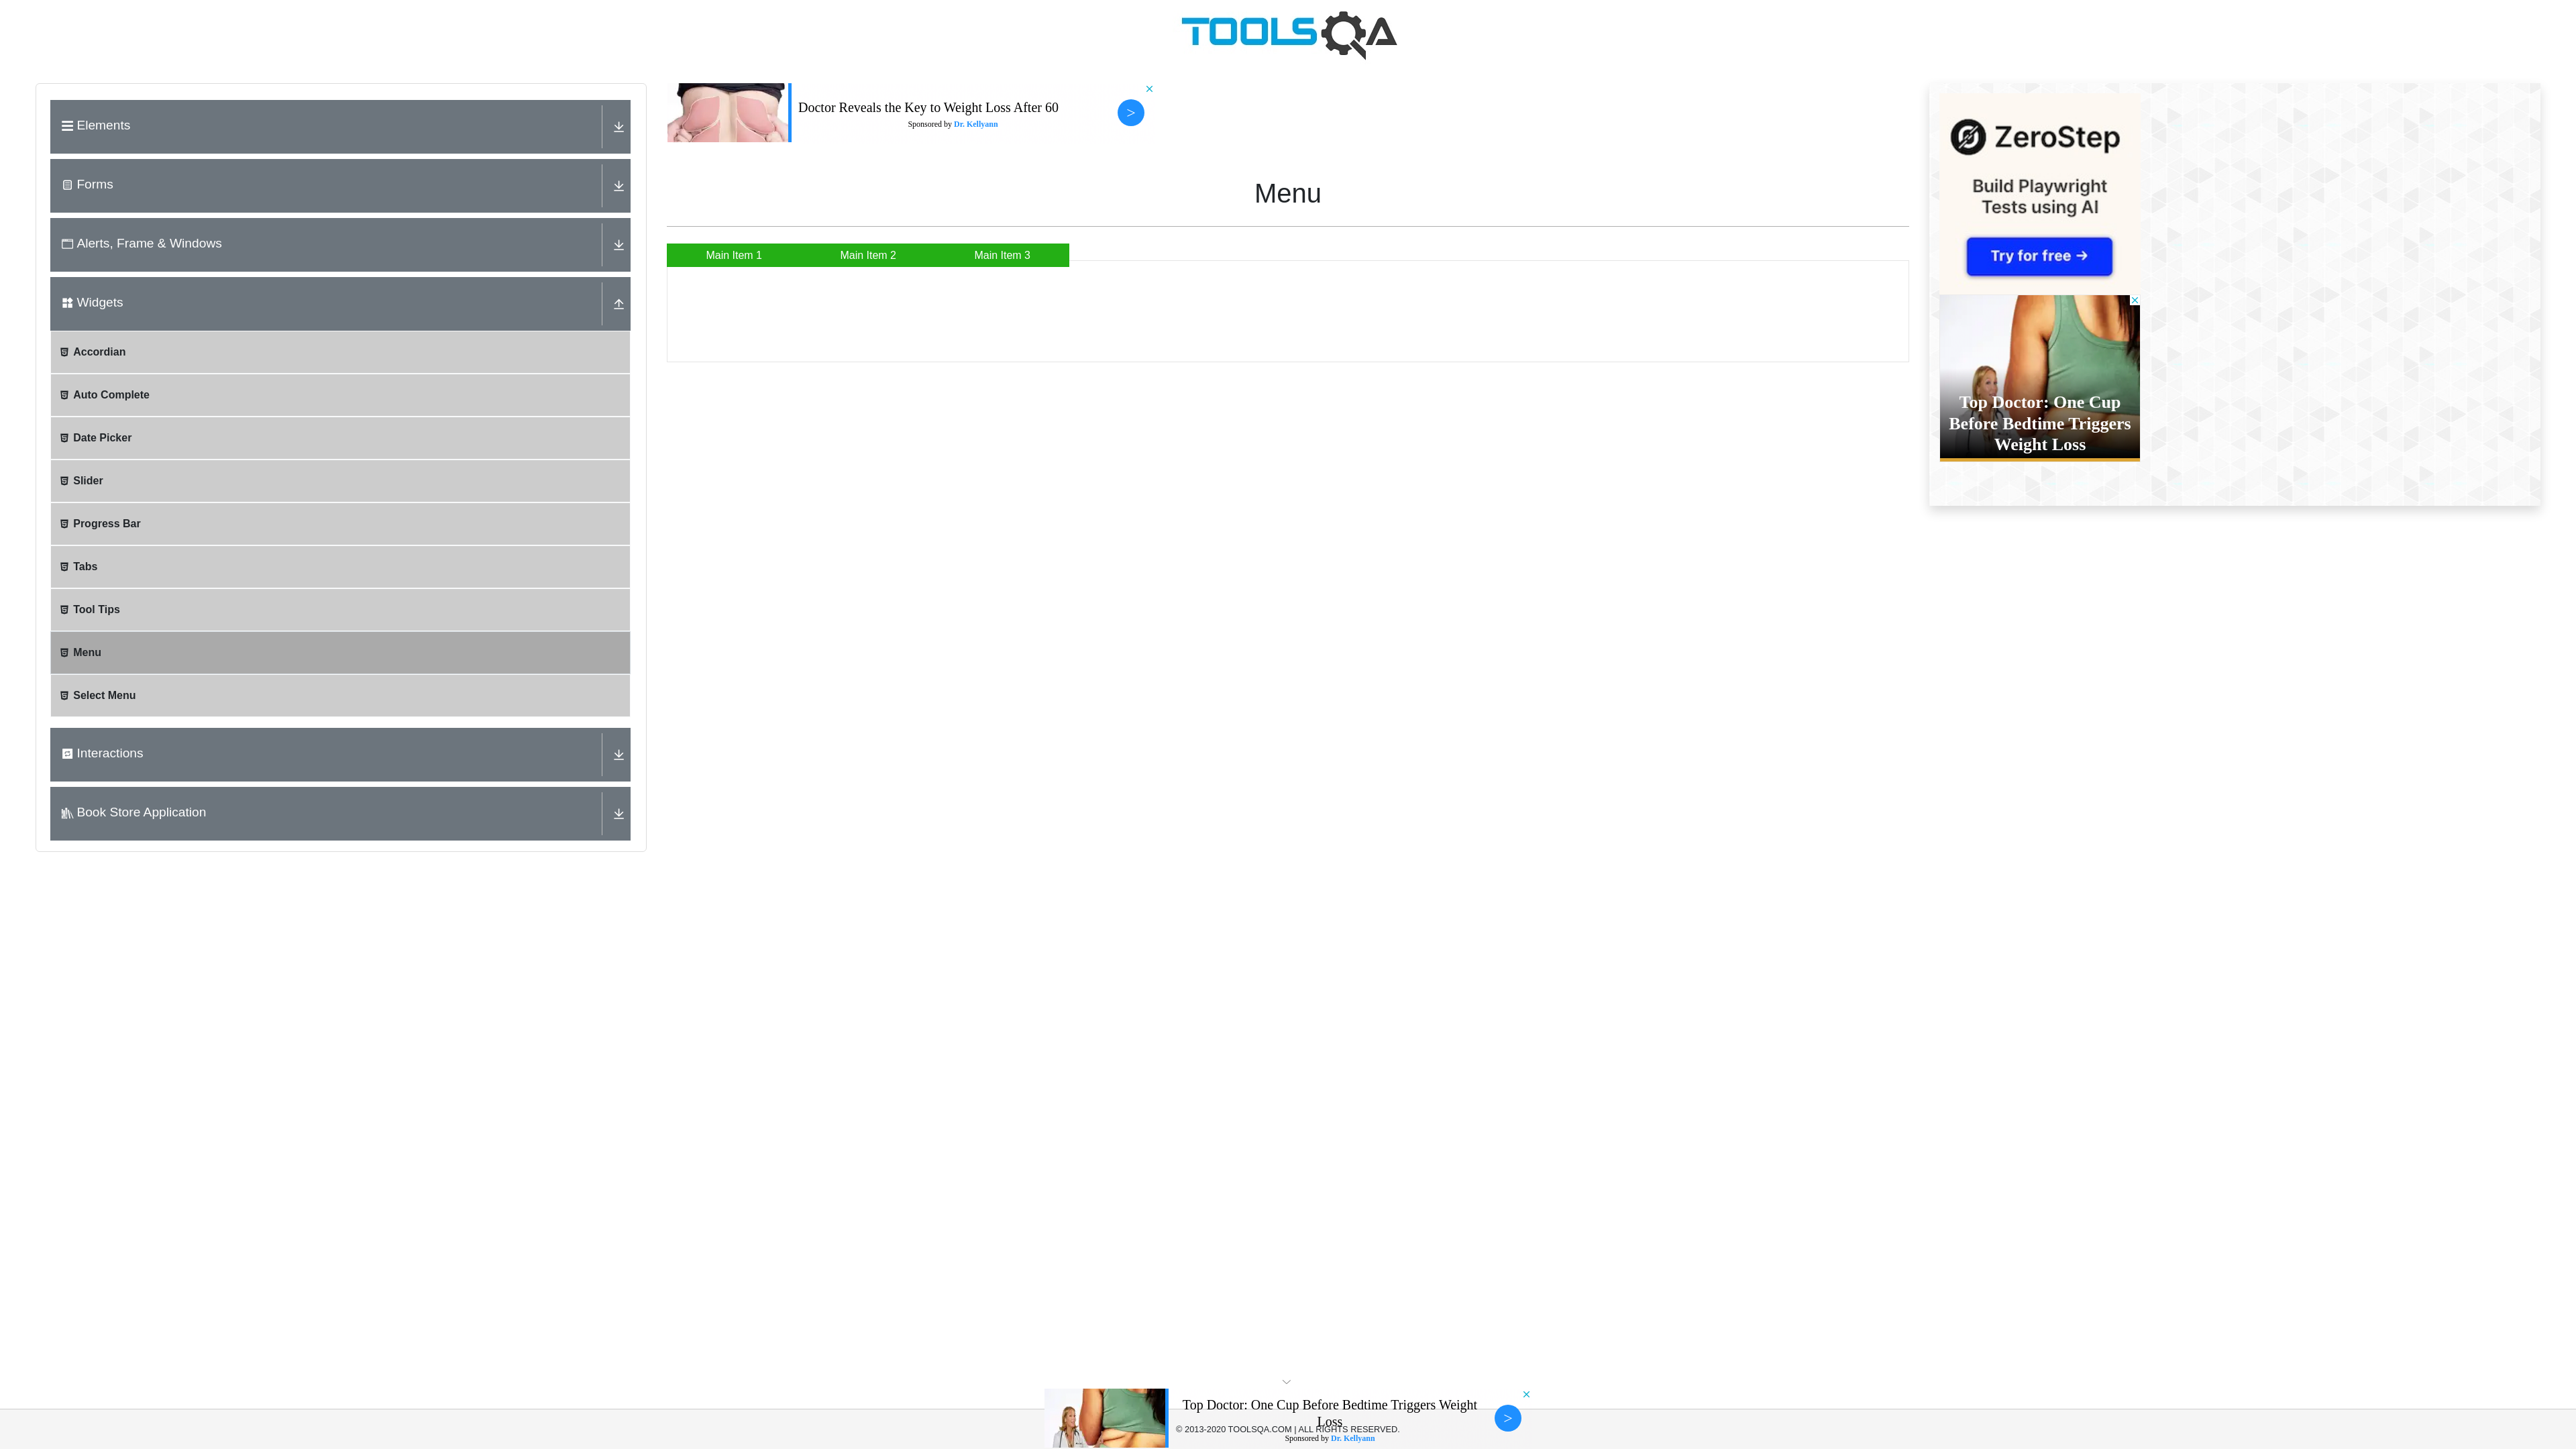 TOOLSQA
Elements
Forms
Alerts, Frame & Windows
Widgets
Accordian
Auto Complete
Date Picker
Slider
Progress Bar
Tabs
Tool Tips
Menu
Select Menu
Interactions
Book Store Application
Doctor Reveals the Key to Weight Loss After 60
Sponsored by Dr. Kellyann
>
Menu
Main Item 1
Main Item 2
Main Item 3
ZeroStep
Build Playwright
Tests using AI
Try for free →
Top Doctor: One Cup
Before Bedtime Triggers
Weight Loss
Top Doctor: One Cup Before Bedtime Triggers Weight
Loss
© 2013-2020 TOOLSQA.COM | ALL RIGHTS RESERVED.
Sponsored by Dr. Kellyann
>